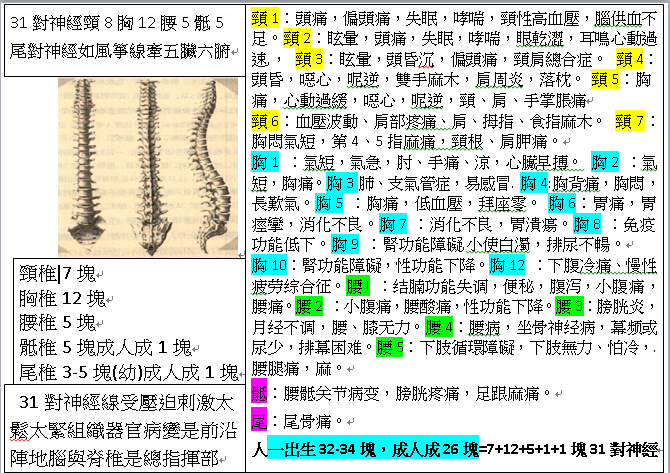 31 對神經頸 8 胸 12 腰 5 骶 5
尾對神經如風箏線牽五臟六腑
頸稚 7 塊
胸稚 12 塊
腰稚 5 塊
骶稚 5 塊成人成 1 塊
尾稚 3-5 塊(幼)成人成 1 塊
31 對神經線受壓迫刺激太
鬆太緊組織器官病變是前沿
陣地腦與脊稚是總指揮部
頸 1：頭痛，偏頭痛，失眠，哮喘，頸性高血壓，腦供血不
足。頸 2：眩暈，頭痛，失眠，哮喘，眼乾澀，耳鳴心動過
速，  頸 3：眩暈，頭昏沉，偏頭痛，頸肩總合症。 頸 4：
頭昏，噁心，呃逆，雙手麻木，肩周炎，落枕。 頸 5：胸
痛，心動過緩，噁心，呃逆，頸、肩、手掌脹痛
頸 6：血壓波動、肩部疼痛、肩、拇指、食指麻木。 頸 7：
胸悶氣短，第 4、5 指麻痛，頸根、肩胛痛。
胸 1 ：氣短，氣急，肘、手痛、涼，心臟早搏。 胸 2 ：氣
短，胸痛。胸 3 肺、支氣管症，易感冒. 胸 4:胸背痛，胸悶，
長歎氣。胸 5 ：胸痛，低血壓，拜座霎。 胸 6：胃痛，胃
痙攣，消化不良。胸 7 ：消化不良，胃潰瘍。胸 8 ：免疫
功能低下。胸 9 ：腎功能障礙.小使白濁，排尿不暢。
胸 10：腎功能障礙，性功能下降。胸 12 ：下腹冷痛、慢性
疲勞綜合征。腰1 ：结腩功能失调，便秘，腹泻，小腹痛，
腰痛。腰 2 ：小腹痛，腰酸痛，性功能下降。腰 3：膀胱炎，
月经不调，腰、膝无力。腰 4：腰病，坐骨神经病，募频或
尿少，排募困难。腰 5：下肢循環障礙，下肢無力、怕冷，.
腰腿痛，麻。
骶：腰骶关节病变，膀胱疼痛，足跟麻痛。
尾：尾骨痛。
人一出生 32-34 塊，成人成 26 塊=7+12+5+1+1 塊 31 對神經